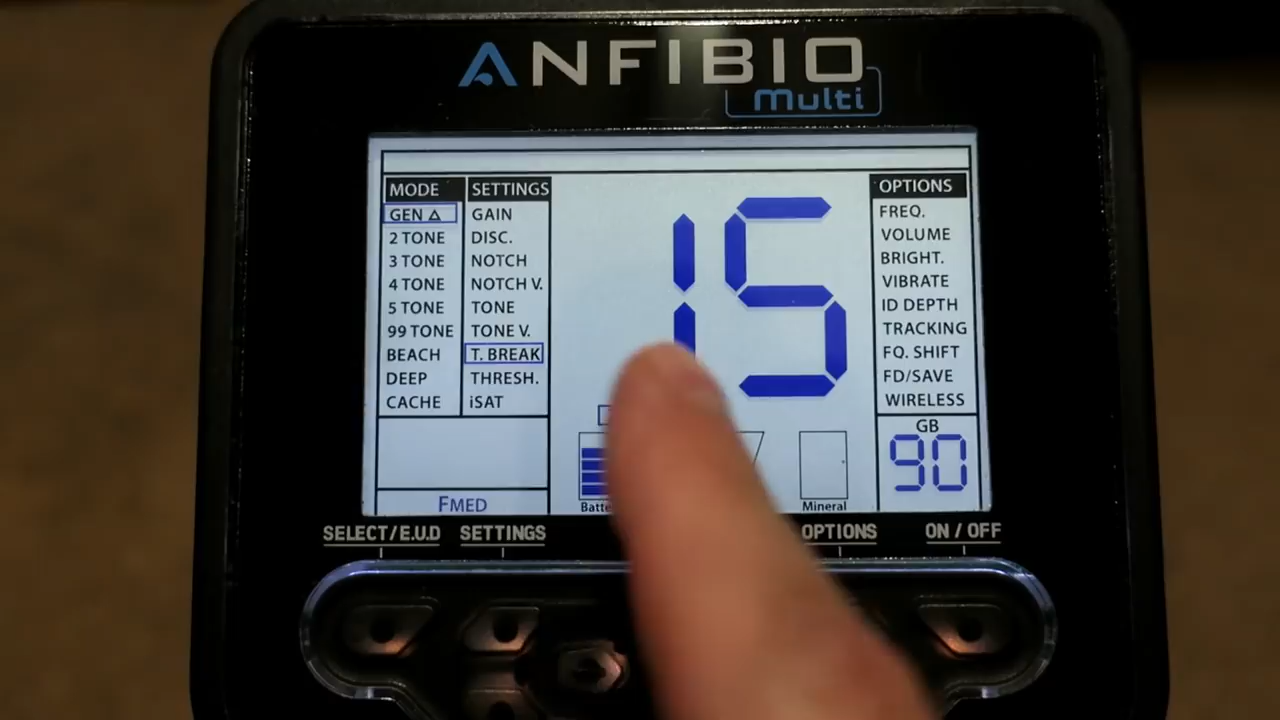 ANFIBIO
Multi
MODE
GEN
2 TONE
3 TONE
4 TONE
5 TONE
99 TONE
BEACH
DEEP
CACHE
SETTINGS
GAIN
DISC.
NOTCH
NOTCH V.
TONE
TONE V.
T. BREAK
THRESH.
iSAT
FMED
15
Mineral
OPTIONS
FREQ.
VOLUME
BRIGHT.
VIBRATE
ID DEPTH
TRACKING
FQ. SHIFT
FD/SAVE
WIRELESS
GB
90
SELECT/E.U.D
SETTINGS
OPTIONS
ON / OFF